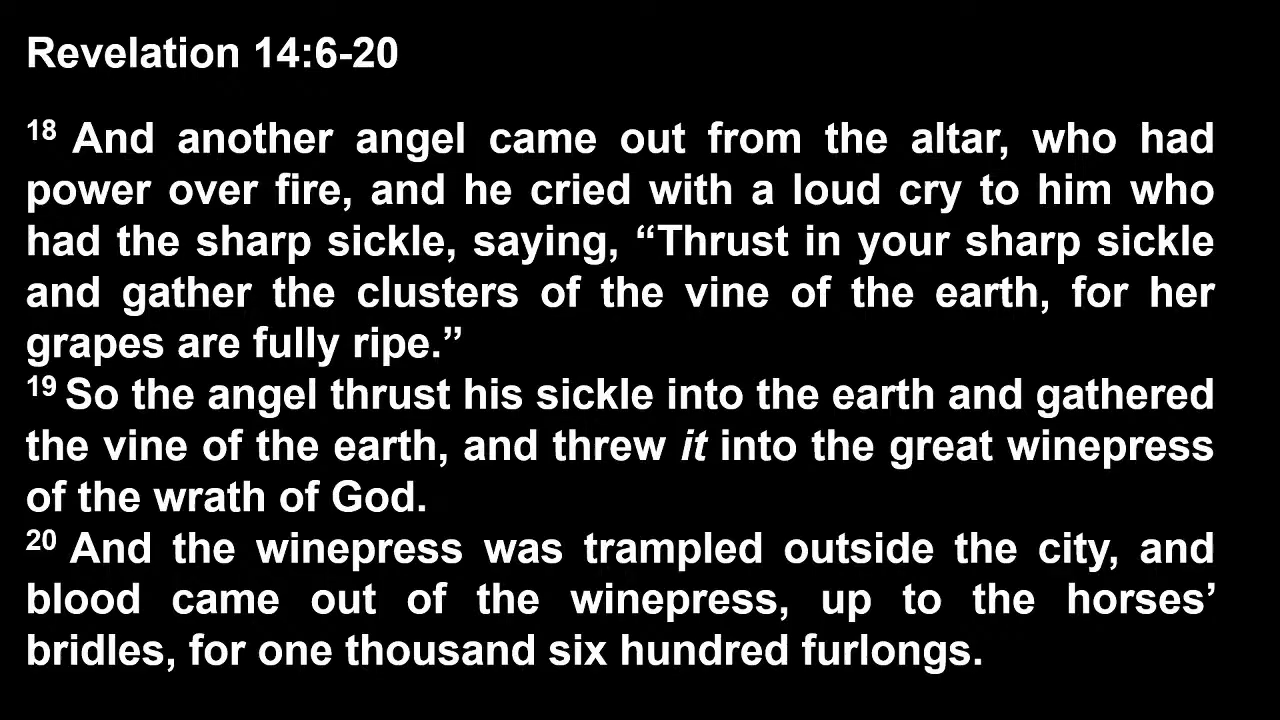 Revelation 14:6-20
18 And another angel came out from the altar, who had
power over fire, and he cried with a loud cry to him who
had the sharp sickle, saying, “Thrust in your sharp sickle
and gather the clusters of the vine of the earth, for her
grapes are fully ripe.”
19 So the angel thrust his sickle into the earth and gathered
the vine of the earth, and threw it into the great winepress
of the wrath of God.
20 And the winepress was trampled outside the city, and
blood came out of the winepress, up to the horses’
bridles, for one thousand six hundred furlongs.